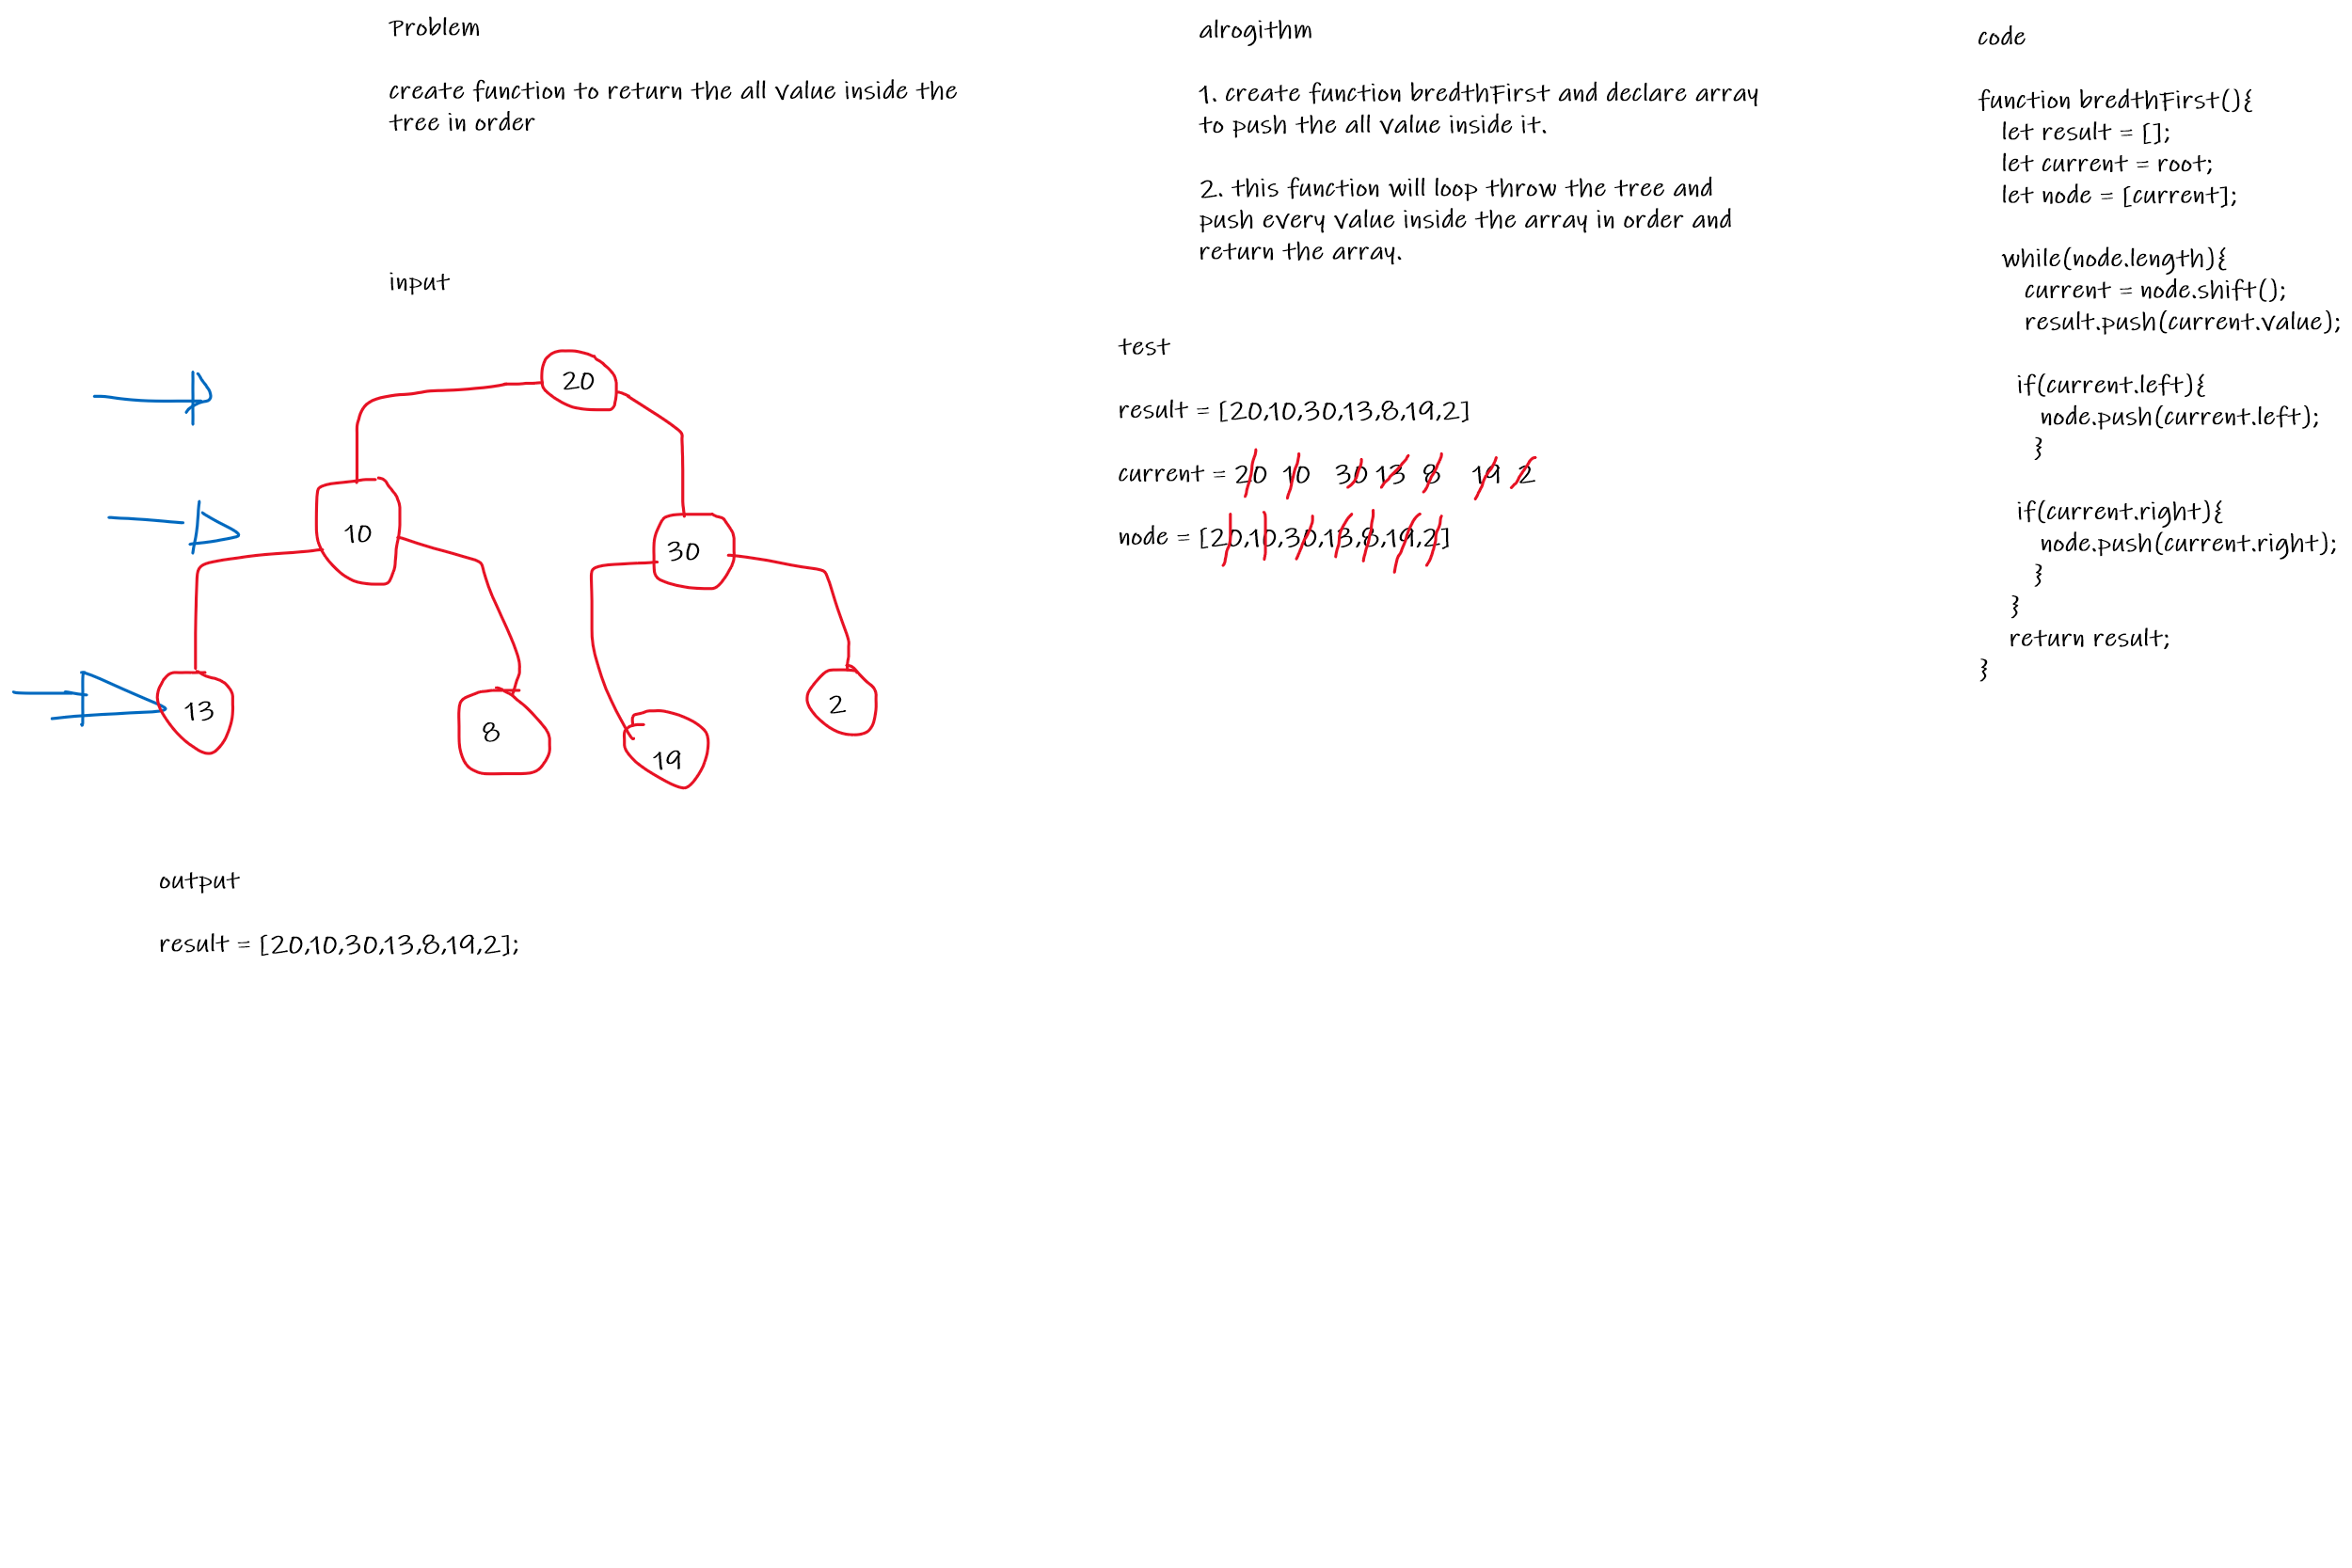 Problem
create function to return the all value inside the
tree in order
input
20
10
30
13
8
19
2
output
result = [20,10,30,13,8,19,2];
alrogithm
1. create function bredthFirst and declare array
to push the all value inside it.
2. this function will loop throw the tree and
push every value inside the array in order and
return the array.
test
result = [20,10,30,13,8,19,2]
current = 20 10 30 13 8 19 2
node = [20,10,30,13,8,19,2]
code
function bredthFirst(){
let result = [];
let current = root;
let node = [current];
while(node.length){
current = node.shift();
result.push(current.value);
if(current.left){
node.push(current.left);
}
if(current.right){
node.push(current.right);
}
}
return result;
}